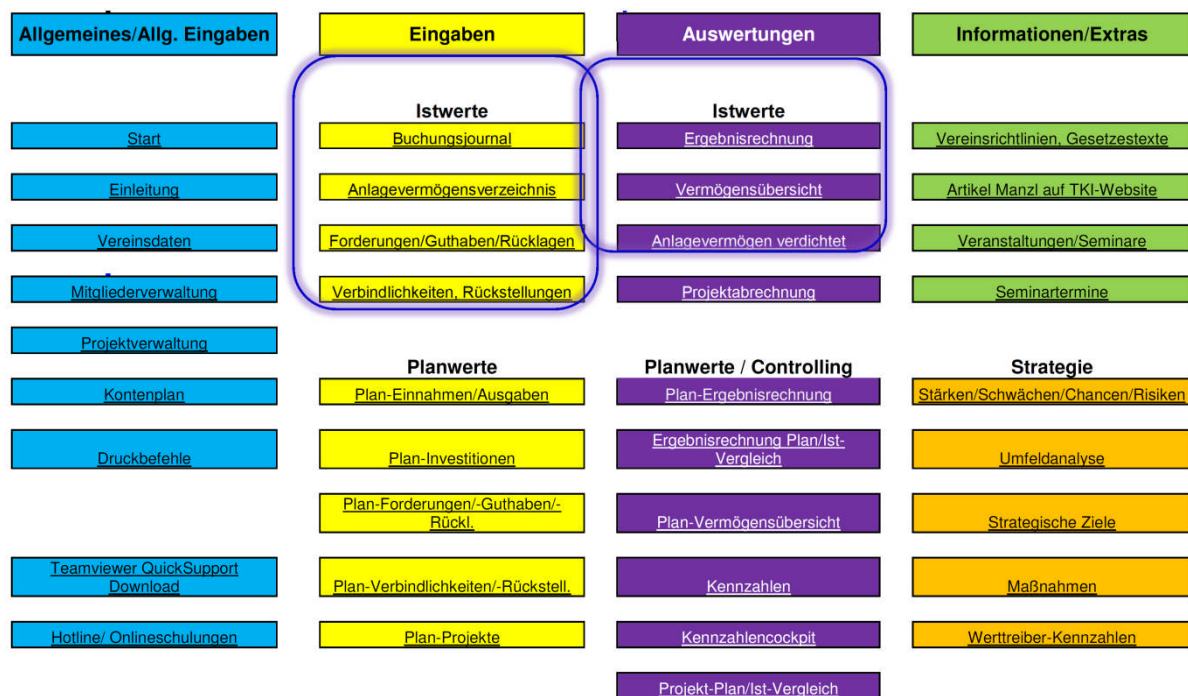 Allgemeines/Allg. Eingaben
Eingaben
Auswertungen
Informationen/Extras
Istwerte
Istwerte
Start
Buchungsjournal
Ergebnisrechnung
Vereinsrichtlinien, Gesetzestexte
Einleitung
Anlagevermögensverzeichnis
Vermögensübersicht
Artikel Manzl auf TKI-Website
Vereinsdaten
Forderungen/Guthaben/Rücklagen
Anlagevermögen verdichtet
Veranstaltungen/Seminare
Mitgliederverwaltung
Verbindlichkeiten, Rückstellungen
Projektabrechnung
Seminartermine
Projektverwaltung
Planwerte
Planwerte / Controlling
Strategie
Kontenplan
Plan-Einnahmen/Ausgaben
Plan-Ergebnisrechnung
Stärken/Schwächen/Chancen/Risiken
Druckbefehle
Plan-Investitionen
Ergebnisrechnung Plan/Ist-
Vergleich
Umfeldanalyse
Plan-Forderungen/-Guthaben/-
Rückl.
Plan-Vermögensübersicht
Strategische Ziele
Teamviewer QuickSupport
Download
Plan-Verbindlichkeiten/-Rückstell.
Kennzahlen
Maßnahmen
Hotline/ Onlineschulungen
Plan-Projekte
Kennzahlencockpit
Werttreiber-Kennzahlen
Projekt-Plan/Ist-Vergleich